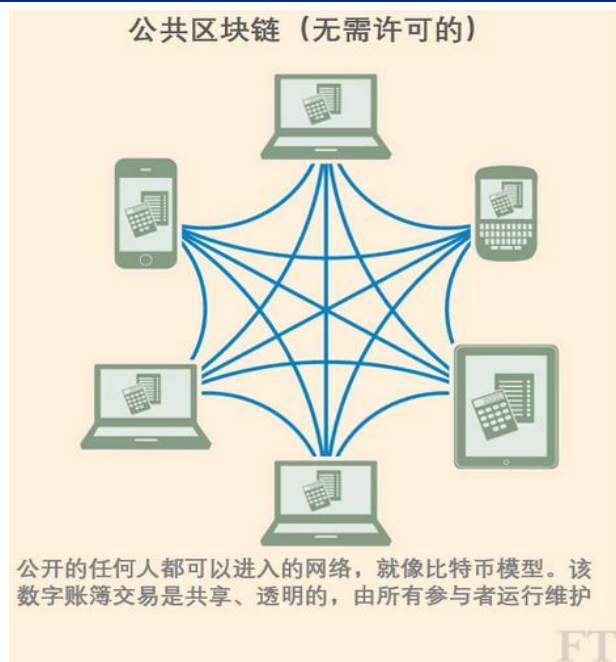 公共区块链（无需许可的）
公开的任何人都可以进入的网络，就像比特币模型。该
数字账簿交易是共享、透明的，由所有参与者运行维护
FT